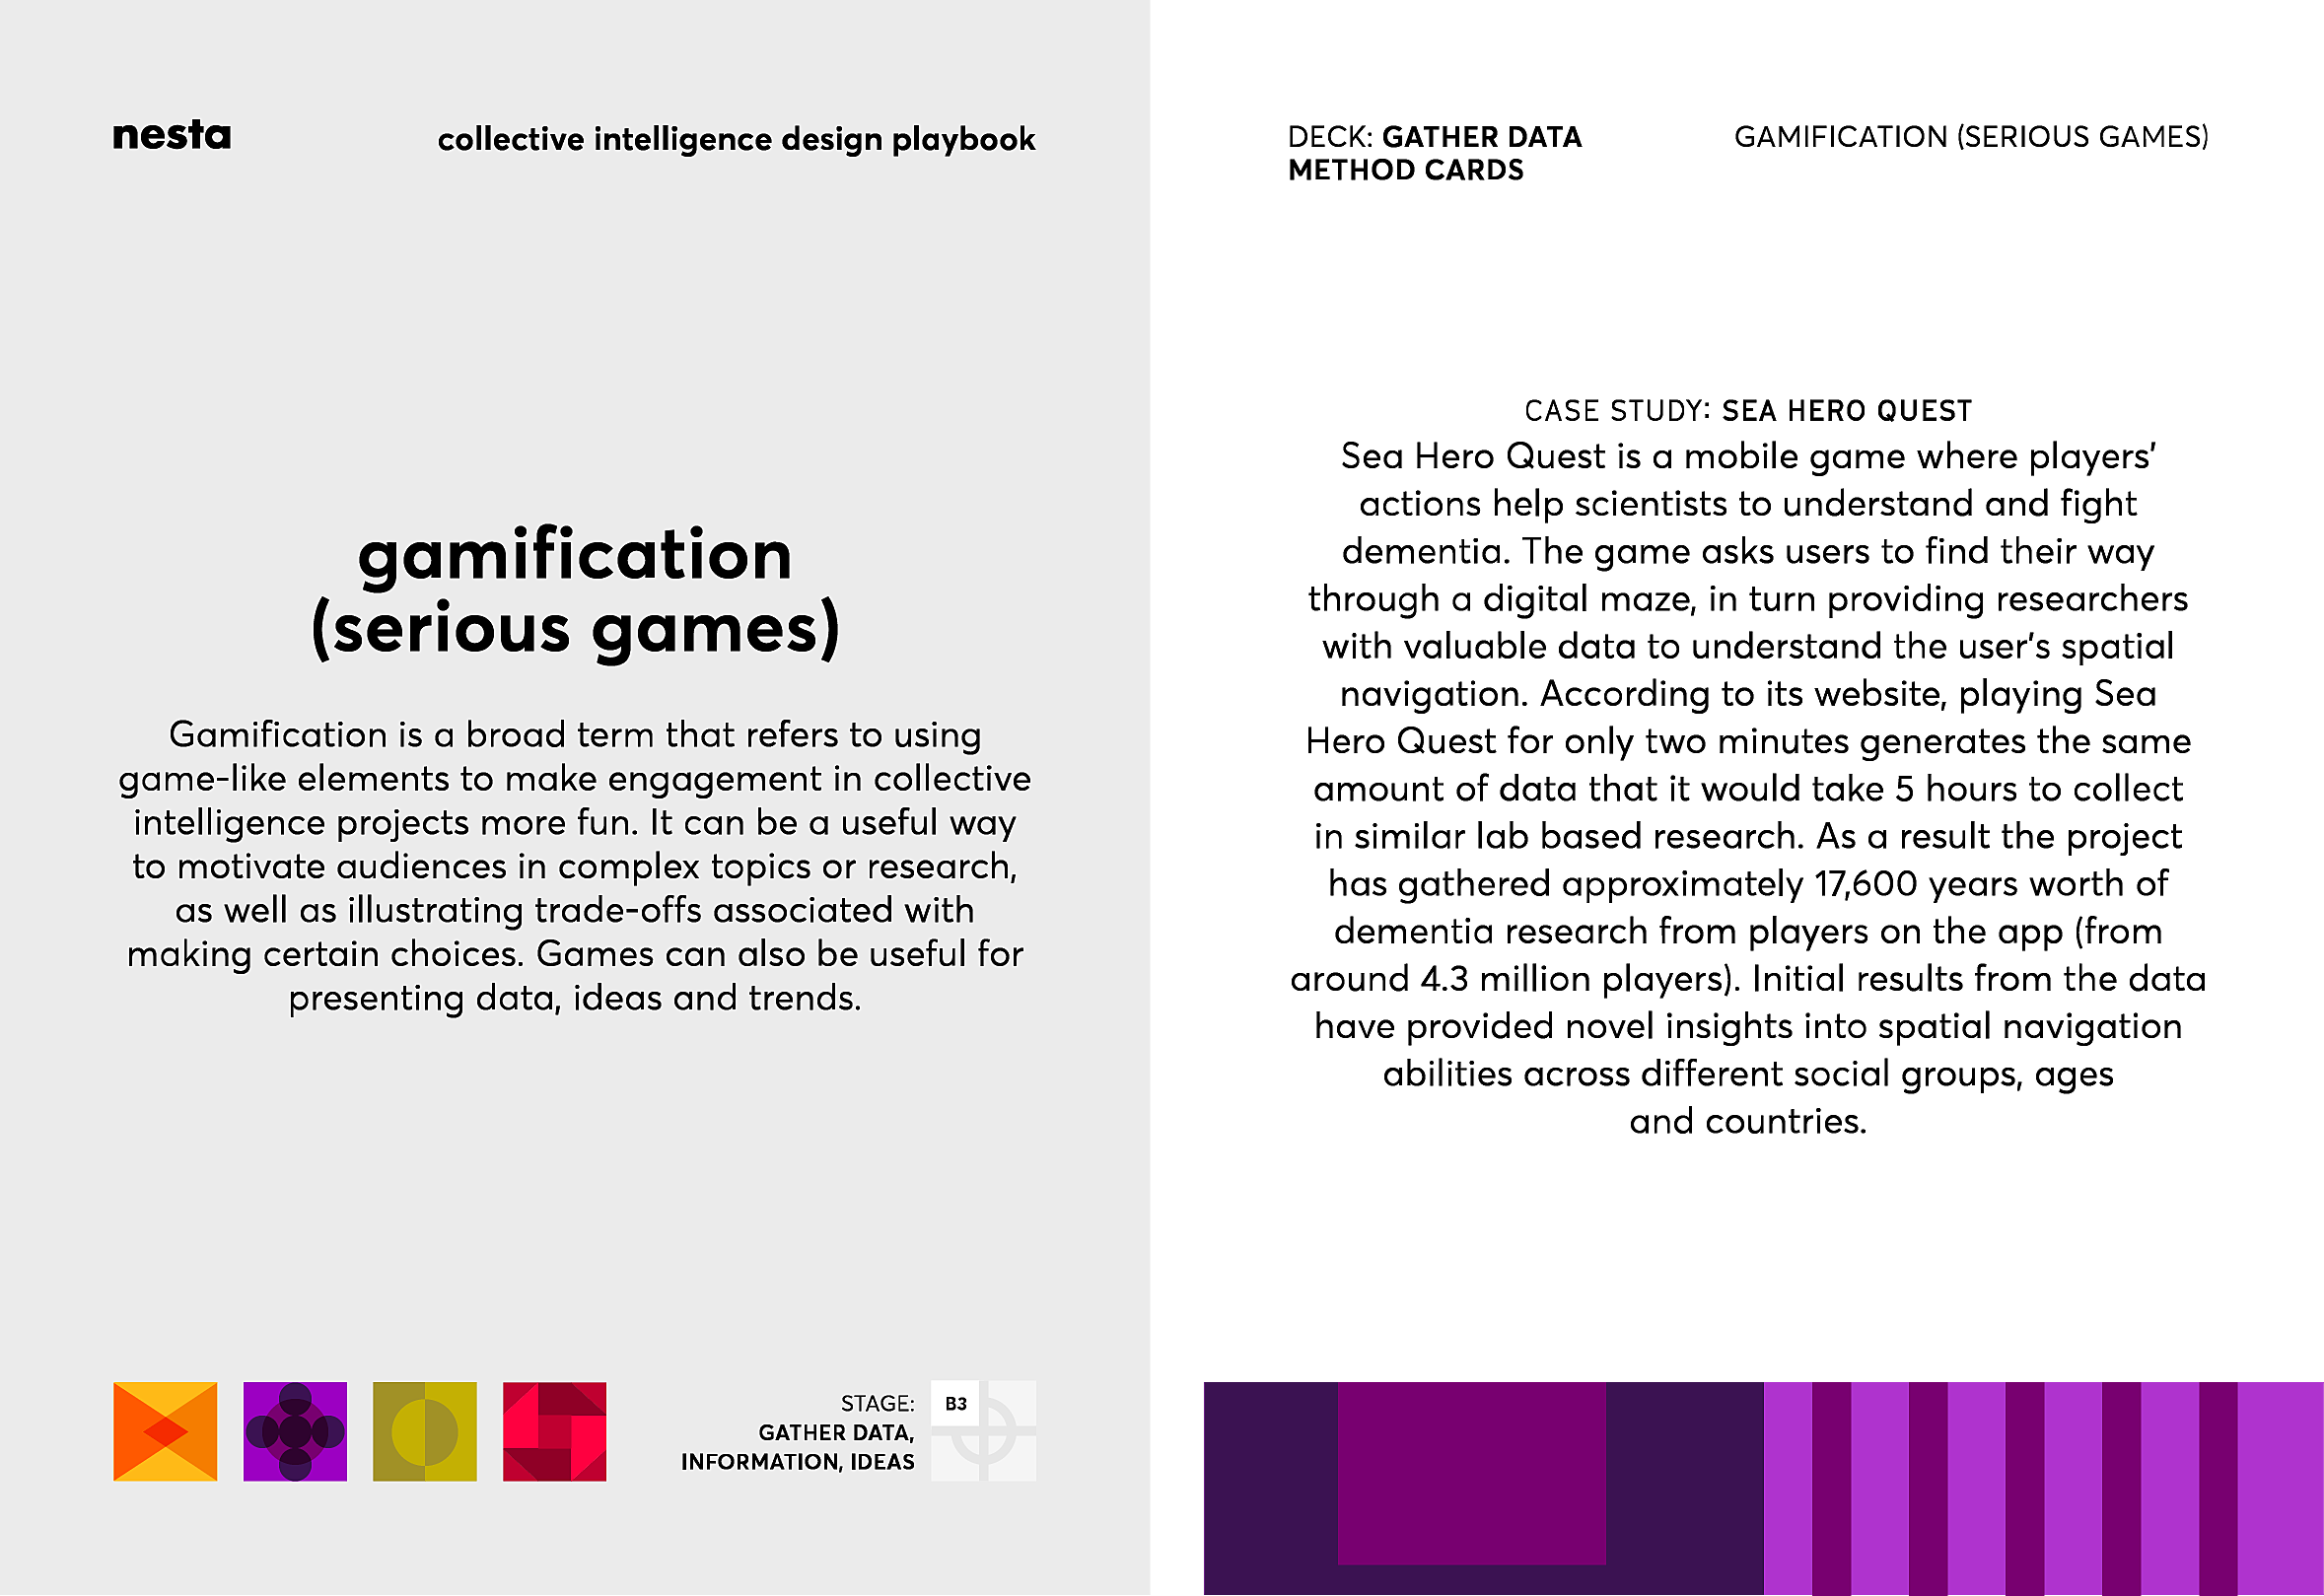 nesta
collective intelligence design playbook
gamification
(serious games)
Gamification is a broad term that refers to using
game-like elements to make engagement in collective
intelligence projects more fun. It can be a useful way
to motivate audiences in complex topics or research,
as well as illustrating trade-offs associated with
making certain choices. Games can also be useful for
presenting data, ideas and trends.
STAGE:
GATHER DATA,
INFORMATION, IDEAS
B3
DECK: GATHER DATA
METHOD CARDS
GAMIFICATION (SERIOUS GAMES)
CASE STUDY: SEA HERO QUEST
Sea Hero Quest is a mobile game where players’
actions help scientists to understand and fight
dementia. The game asks users to find their way
through a digital maze, in turn providing researchers
with valuable data to understand the user’s spatial
navigation. According to its website, playing Sea
Hero Quest for only two minutes generates the same
amount of data that it would take 5 hours to collect
in similar lab based research. As a result the project
has gathered approximately 17,600 years worth of
dementia research from players on the app (from
around 4.3 million players). Initial results from the data
have provided novel insights into spatial navigation
abilities across different social groups, ages
and countries.